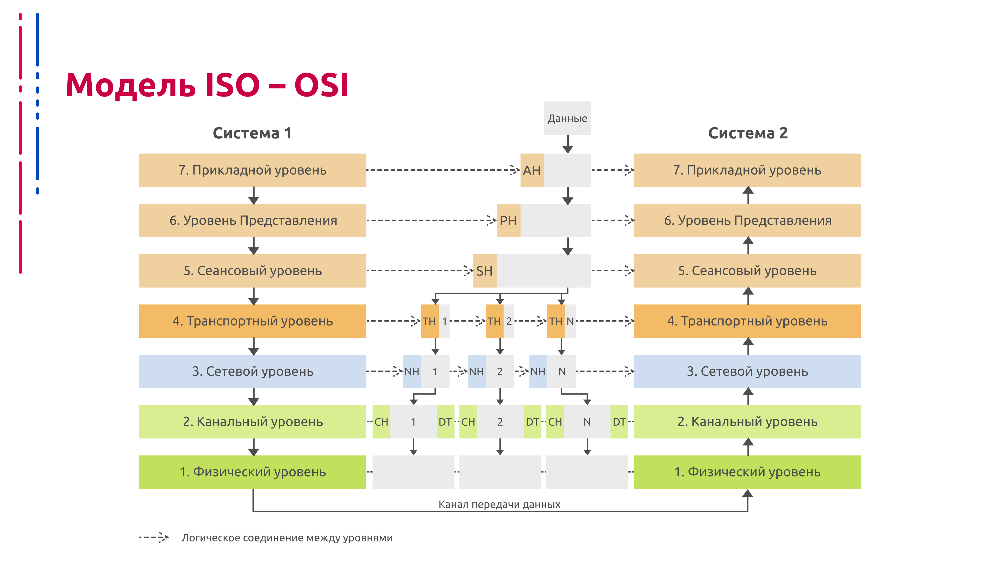 Модель ISO – OSI
Данные
Система 1
Система 2
7. Прикладной уровень
AH
7. Прикладной уровень
6. Уровень Представления
PH
6. Уровень Представления
5. Сеансовый уровень
SH
5. Сеансовый уровень
4. Транспортный уровень
TH 1
TH 2
TH N
4. Транспортный уровень
3. Сетевой уровень
NH 1
NH 2
NH N
3. Сетевой уровень
2. Канальный уровень
CH 1 DT
CH 2 DT
CH N DT
2. Канальный уровень
1. Физический уровень
1. Физический уровень
Канал передачи данных
Логическое соединение между уровнями